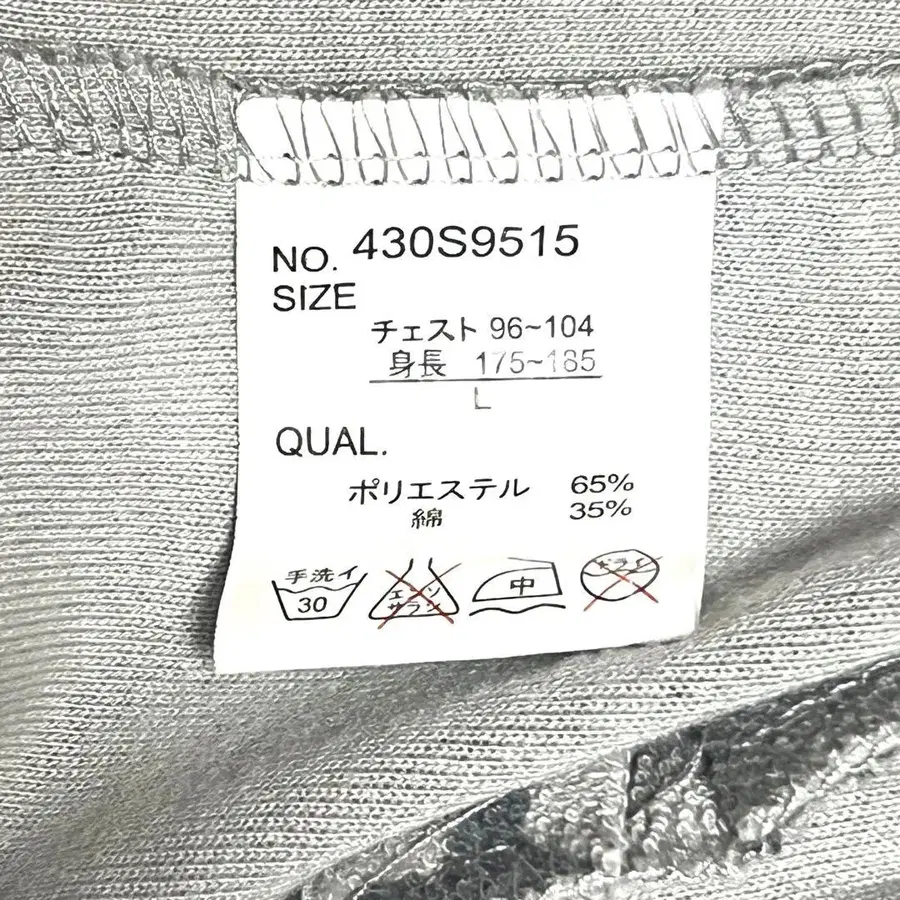 NO. 430S9515
SIZE
チェスト 96~104
身長 175~185
L
QUAL.
ポリエステル 65%
綿 35%
手洗イ
30
エンソ
サラシ
中
ドライ